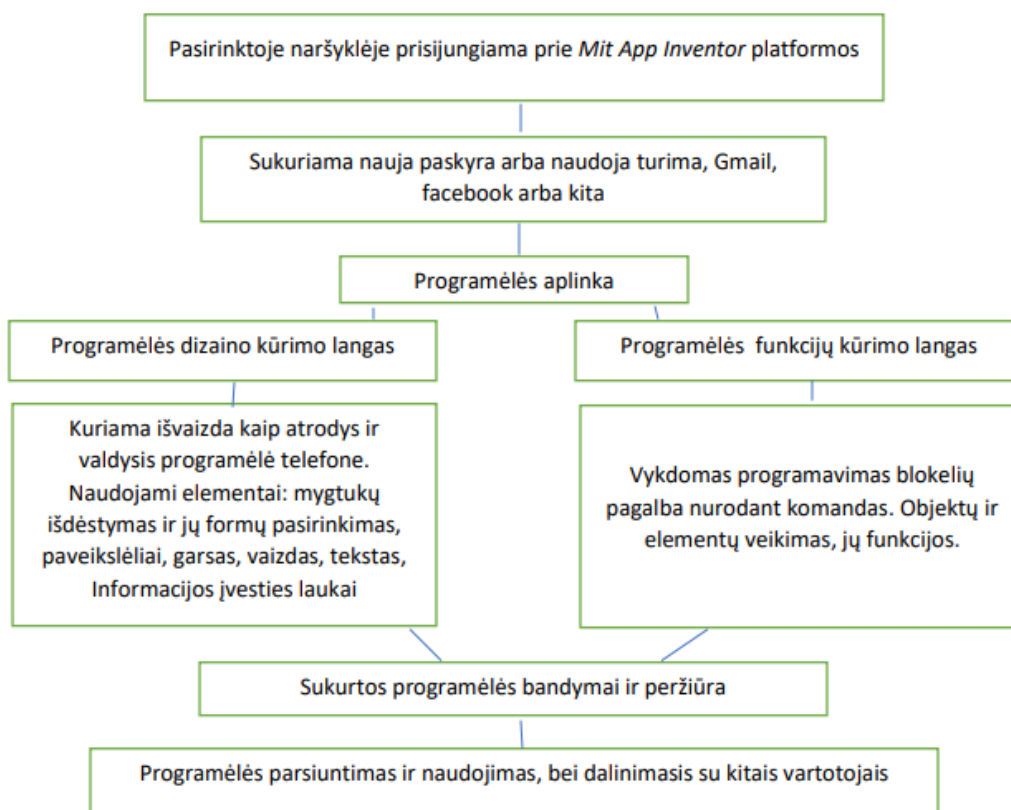 Pasirinktoje naršyklėje prisijungiama prie Mit App Inventor platformos
Sukuriama nauja paskyra arba naudoja turima, Gmail,
facebook arba kita
Programėlės aplinka
Programėlės dizaino kūrimo langas
Programėlės funkcijų kūrimo langas
Kuriama išvaizda kaip atrodys ir
valdysis programėlė telefone.
Naudojami elementai: mygtukų
išdėstymas ir jų formų pasirinkimas,
paveikslėliai, garsas, vaizdas, tekstas,
Informacijos įvesties laukai
Vykdomas programavimas blokelių
pagalba nurodant komandas. Objektų ir
elementų veikimas, jų funkcijos.
Sukurtos programėlės bandymai ir peržiūra
Programėlės parsiuntimas ir naudojimas, bei dalinimasis su kitais vartotojais